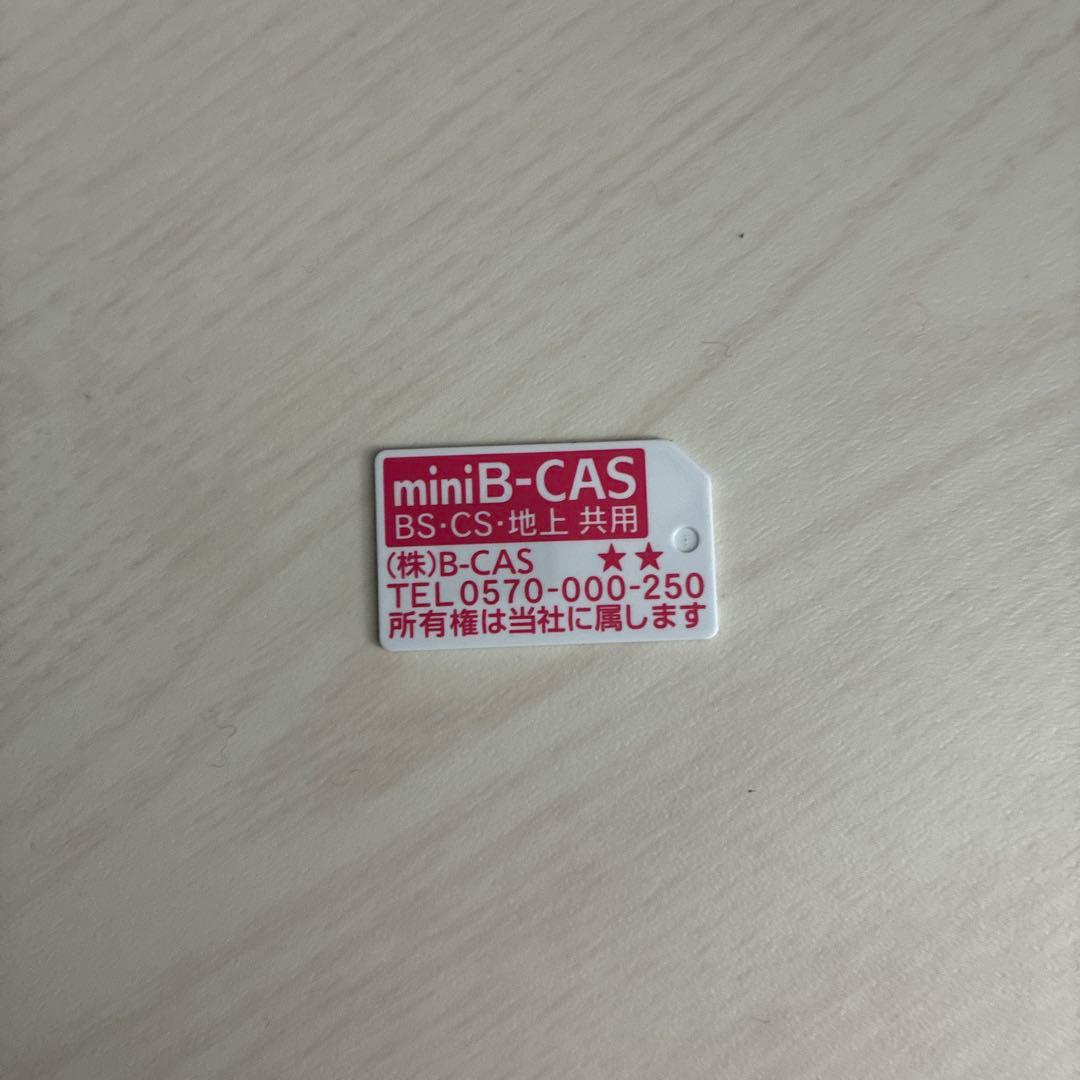 miniB-CAS
BS・CS・地上 共用
(株)B-CAS ★★
TEL 0570-000-250
所有権は当社に属します